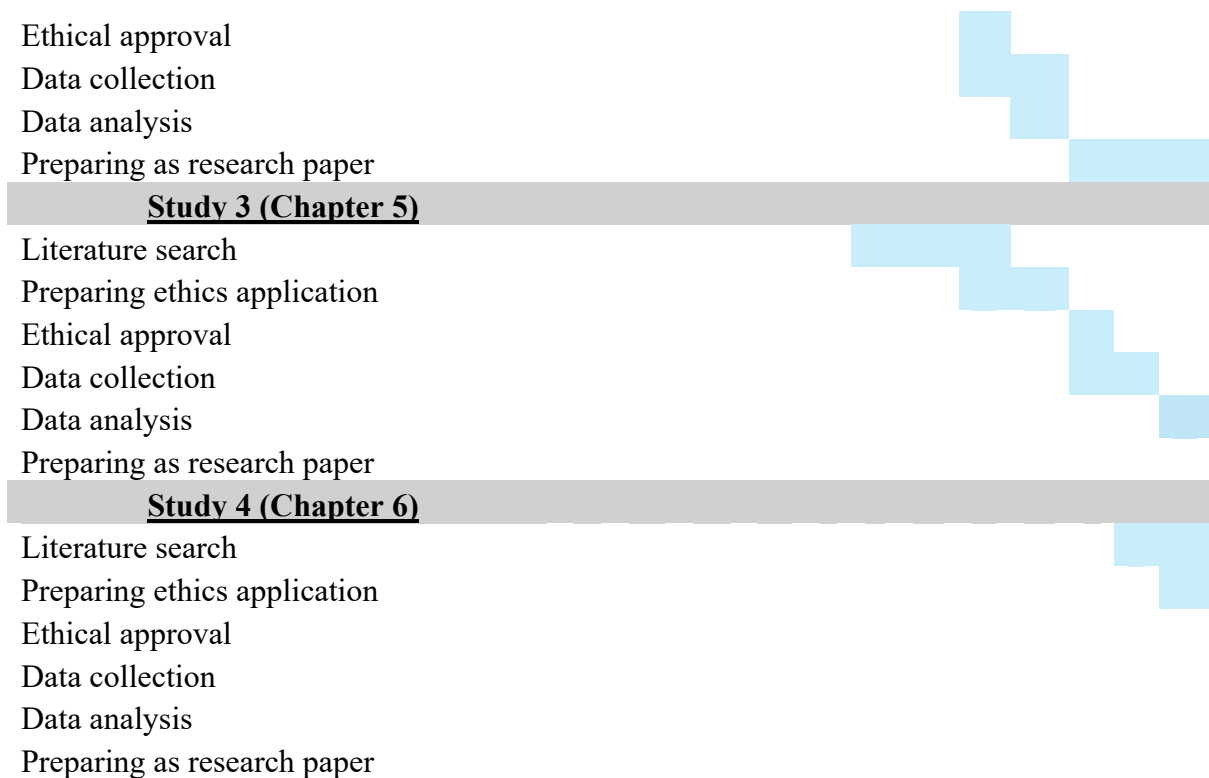 Ethical approval
Data collection
Data analysis
Preparing as research paper
Study 3 (Chapter 5)
Literature search
Preparing ethics application
Ethical approval
Data collection
Data analysis
Preparing as research paper
Study 4 (Chapter 6)
Literature search
Preparing ethics application
Ethical approval
Data collection
Data analysis
Preparing as research paper